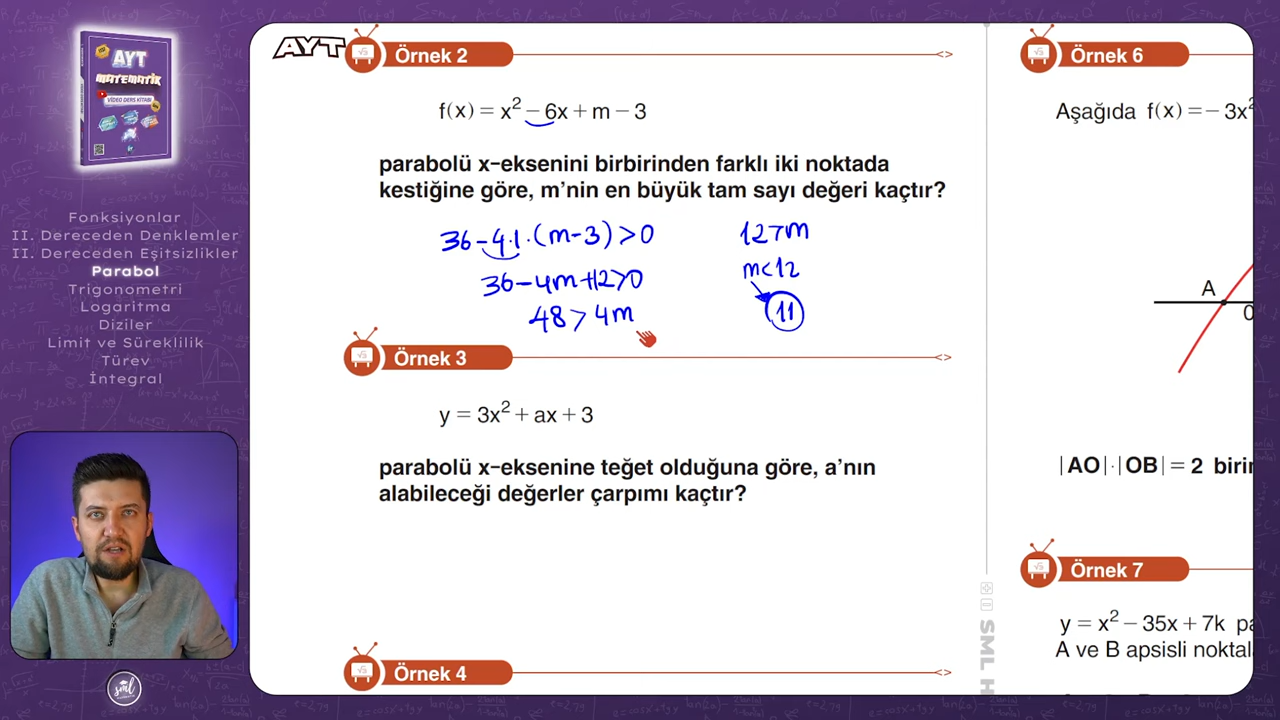 AYT
MATEMATİK
VİDEO DERS KİTABI
Fonksiyonlar
II. Dereceden Denklemler
II. Dereceden Eşitsizlikler
Parabol
Trigonometri
Logaritma
Diziler
Limit ve Süreklilik
Türev
İntegral
sml
AYT
Örnek 2
f(x) = x² − 6x + m − 3
parabolü x−eksenini birbirinden farklı iki noktada
kestiğine göre, m’nin en büyük tam sayı değeri kaçtır?
36 − 4·1·(m−3) > 0
36 − 4m + 12 > 0
48 > 4m
12 > m
m < 12
11
Örnek 3
y = 3x² + ax + 3
parabolü x−eksenine teğet olduğuna göre, a’nın
alabileceği değerler çarpımı kaçtır?
Örnek 4
SML H
Örnek 6
Aşağıda f(x) = − 3x²
A
|AO|·|OB| = 2 birir
Örnek 7
y = x² − 35x + 7k pa
A ve B apsisli noktala